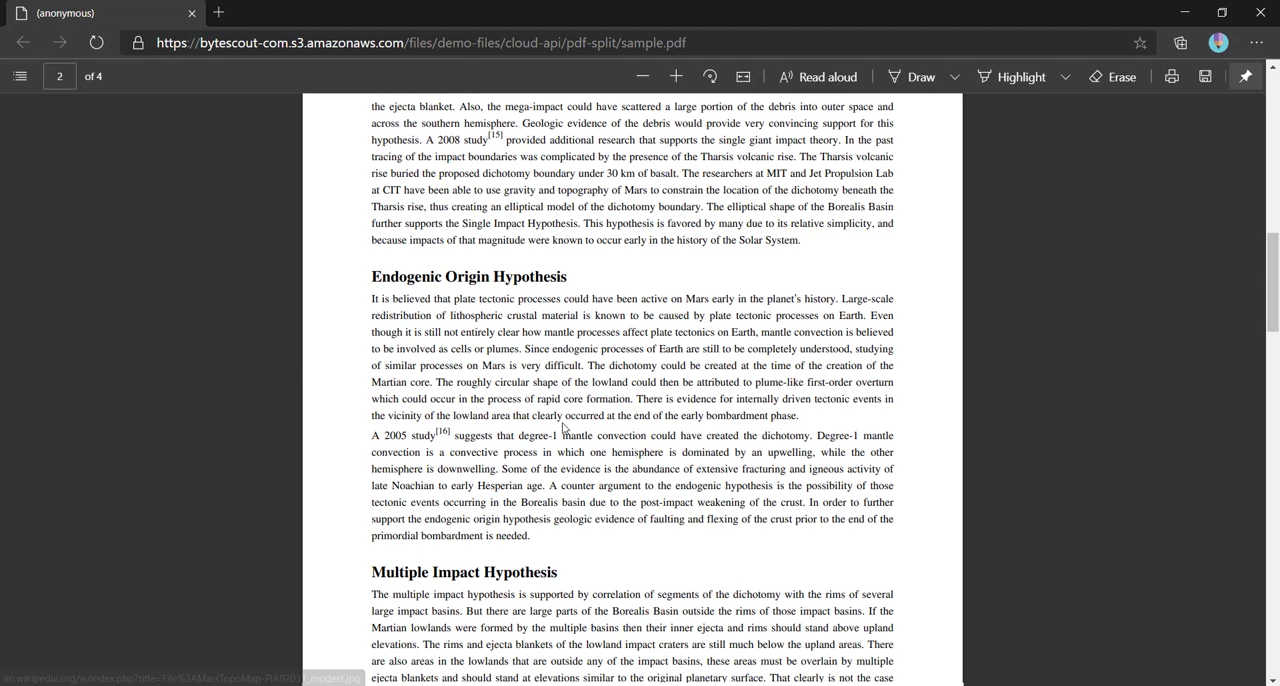 (anonymous)
https://bytescout-com.s3.amazonaws.com/files/demo-files/cloud-api/pdf-split/sample.pdf
2 of 4 Read aloud Draw Highlight Erase
the ejecta blanket. Also, the mega-impact could have scattered a large portion of the debris into outer space and
across the southern hemisphere. Geologic evidence of the debris would provide very convincing support for this
hypothesis. A 2008 study[15] provided additional research that supports the single giant impact theory. In the past
tracing of the impact boundaries was complicated by the presence of the Tharsis volcanic rise. The Tharsis volcanic
rise buried the proposed dichotomy boundary under 30 km of basalt. The researchers at MIT and Jet Propulsion Lab
at CIT have been able to use gravity and topography of Mars to constrain the location of the dichotomy beneath the
Tharsis rise, thus creating an elliptical model of the dichotomy boundary. The elliptical shape of the Borealis Basin
further supports the Single Impact Hypothesis. This hypothesis is favored by many due to its relative simplicity, and
because impacts of that magnitude were known to occur early in the history of the Solar System.
Endogenic Origin Hypothesis
It is believed that plate tectonic processes could have been active on Mars early in the planet's history. Large-scale
redistribution of lithospheric crustal material is known to be caused by plate tectonic processes on Earth. Even
though it is still not entirely clear how mantle processes affect plate tectonics on Earth, mantle convection is believed
to be involved as cells or plumes. Since endogenic processes of Earth are still to be completely understood, studying
of similar processes on Mars is very difficult. The dichotomy could be created at the time of the creation of the
Martian core. The roughly circular shape of the lowland could then be attributed to plume-like first-order overturn
which could occur in the process of rapid core formation. There is evidence for internally driven tectonic events in
the vicinity of the lowland area that clearly occurred at the end of the early bombardment phase.
A 2005 study[16] suggests that degree-1 mantle convection could have created the dichotomy. Degree-1 mantle
convection is a convective process in which one hemisphere is dominated by an upwelling, while the other
hemisphere is downwelling. Some of the evidence is the abundance of extensive fracturing and igneous activity of
late Noachian to early Hesperian age. A counter argument to the endogenic hypothesis is the possibility of those
tectonic events occurring in the Borealis basin due to the post-impact weakening of the crust. In order to further
support the endogenic origin hypothesis geologic evidence of faulting and flexing of the crust prior to the end of the
primordial bombardment is needed.
Multiple Impact Hypothesis
The multiple impact hypothesis is supported by correlation of segments of the dichotomy with the rims of several
large impact basins. But there are large parts of the Borealis Basin outside the rims of those impact basins. If the
Martian lowlands were formed by the multiple basins then their inner ejecta and rims should stand above upland
elevations. The rims and ejecta blankets of the lowland impact craters are still much below the upland areas. There
are also areas in the lowlands that are outside any of the impact basins, these areas must be overlain by multiple
ejecta blankets and should stand at elevations similar to the original planetary surface. That clearly is not the case